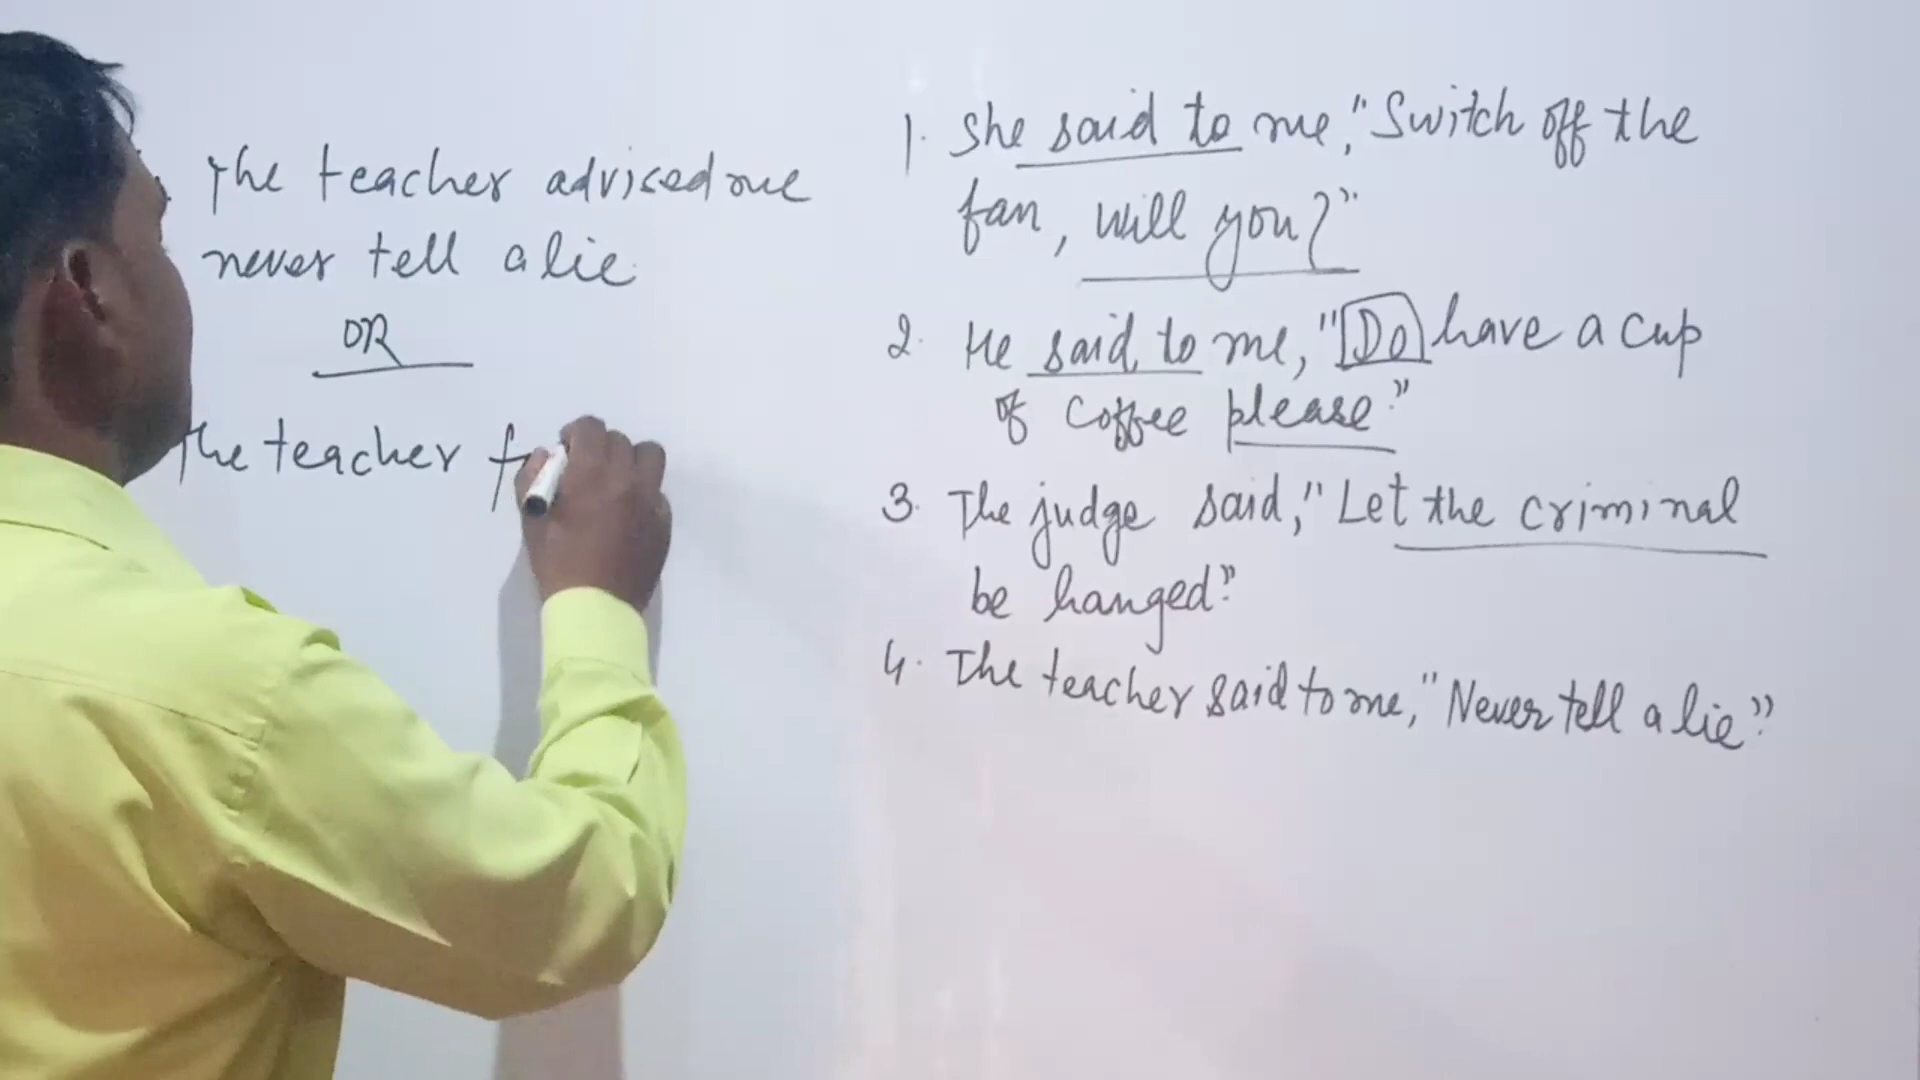 The teacher advised me
never tell a lie.
OR
The teacher f
1. She said to me, "Switch off the
fan, will you?"
2. He said to me, "Do have a cup
of coffee please."
3. The judge said, "Let the criminal
be hanged."
4. The teacher said to me, "Never tell a lie."